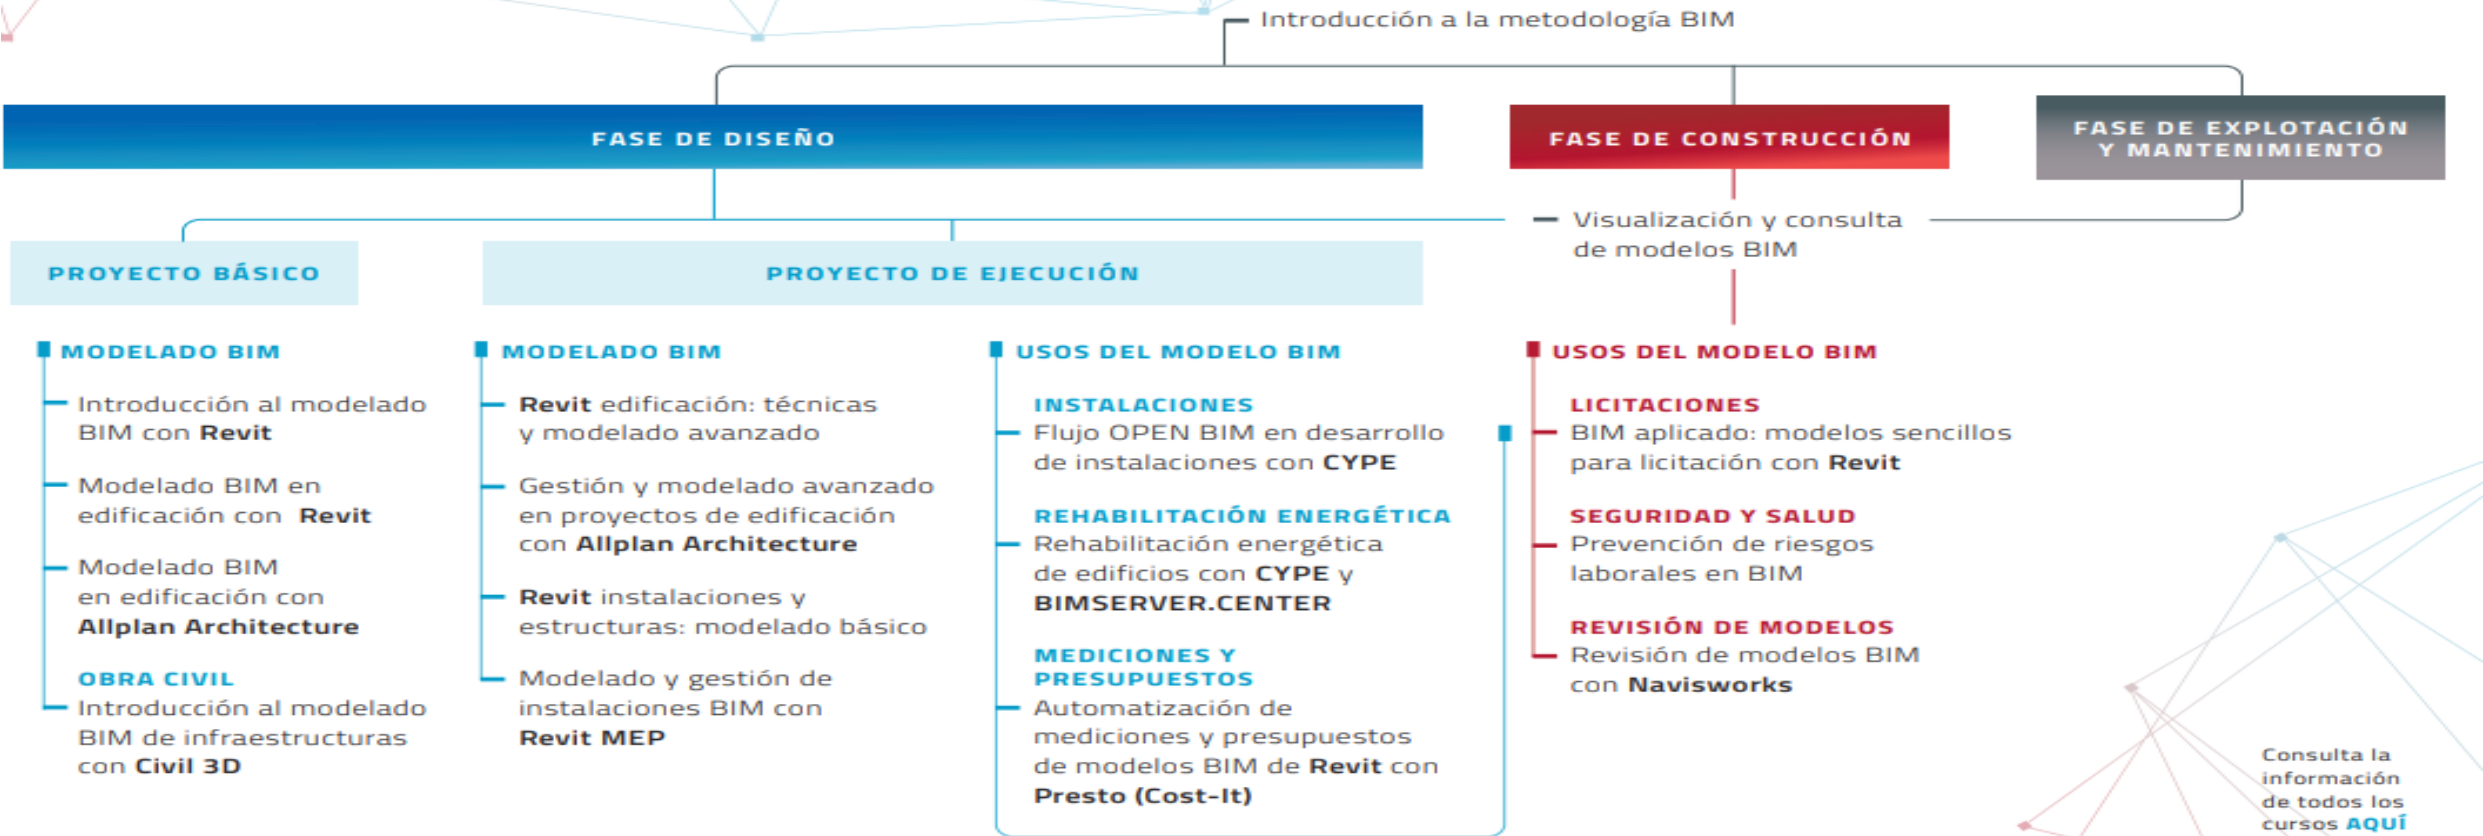 Introducción a la metodología BIM
FASE DE DISEÑO
FASE DE CONSTRUCCIÓN
FASE DE EXPLOTACIÓN
Y MANTENIMIENTO
Visualización y consulta
de modelos BIM
PROYECTO BÁSICO
PROYECTO DE EJECUCIÓN
MODELADO BIM
Introducción al modelado
BIM con Revit
Modelado BIM en
edificación con Revit
Modelado BIM
en edificación con
Allplan Architecture
OBRA CIVIL
Introducción al modelado
BIM de infraestructuras
con Civil 3D
MODELADO BIM
Revit edificación: técnicas
y modelado avanzado
Gestión y modelado avanzado
en proyectos de edificación
con Allplan Architecture
Revit instalaciones y
estructuras: modelado básico
Modelado y gestión de
instalaciones BIM con
Revit MEP
USOS DEL MODELO BIM
INSTALACIONES
Flujo OPEN BIM en desarrollo
de instalaciones con CYPE
REHABILITACIÓN ENERGÉTICA
Rehabilitación energética
de edificios con CYPE y
BIMSERVER.CENTER
MEDICIONES Y
PRESUPUESTOS
Automatización de
mediciones y presupuestos
de modelos BIM de Revit con
Presto (Cost-It)
USOS DEL MODELO BIM
LICITACIONES
BIM aplicado: modelos sencillos
para licitación con Revit
SEGURIDAD Y SALUD
Prevención de riesgos
laborales en BIM
REVISIÓN DE MODELOS
Revisión de modelos BIM
con Navisworks
Consulta la
información
de todos los
cursos AQUÍ